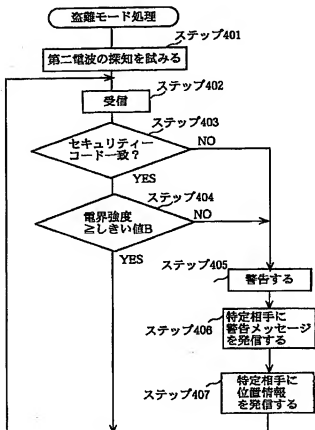 盗難モード処理
ステップ401
第二電波の探知を試みる
ステップ402
受信
ステップ403
セキュリティー
コード一致?
NO
YES
ステップ404
電界強度
≧しきい値B
NO
YES
ステップ405
警告する
ステップ406
特定相手に
警告メッセージ
を発信する
ステップ407
特定相手に
位置情報
を発信する